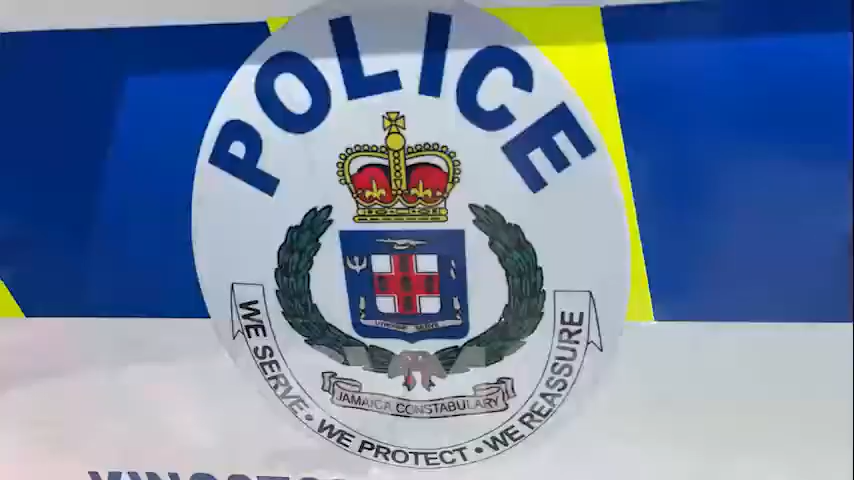 POLICE
JAMAICA CONSTABULARY
WE SERVE • WE PROTECT • WE REASSURE